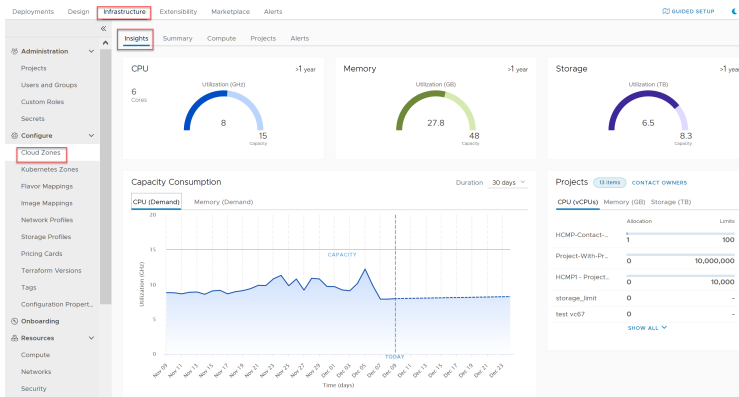 Deployments Design Infrastructure Extensibility Marketplace Alerts GUIDED SETUP
«
Insights Summary Compute Projects Alerts
Administration
Projects
Users and Groups
Custom Roles
Secrets
Configure
Cloud Zones
Kubernetes Zones
Flavor Mappings
Image Mappings
Network Profiles
Storage Profiles
Pricing Cards
Terraform Versions
Tags
Configuration Propert...
Onboarding
Resources
Compute
Networks
Security
CPU >1 year
6
Cores
Utilization (GHz)
8
15
Capacity
Memory >1 year
Utilization (GB)
27.8
48
Capacity
Storage >1 year
Utilization (TB)
6.5
8.3
Capacity
Capacity Consumption Duration 30 days
CPU (Demand) Memory (Demand)
Utilization (GHz)
20
15
10
5
0
CAPACITY
TODAY
Nov 09 Nov 11 Nov 13 Nov 15 Nov 17 Nov 19 Nov 21 Nov 23 Nov 25 Nov 27 Nov 29 Dec 01 Dec 03 Dec 05 Dec 07 Dec 09 Dec 11 Dec 13 Dec 15 Dec 17 Dec 19 Dec 21 Dec 23
Time (days)
Projects 13 items CONTACT OWNERS
CPU (vCPUs) Memory (GB) Storage (TB)
Allocation Limits
HCMP-Contact-... 1 100
Project-With-Pr... 0 10,000,000
HCMP1 - Project... 0 10,000
storage_limit 0 -
test vc67 0 -
SHOW ALL